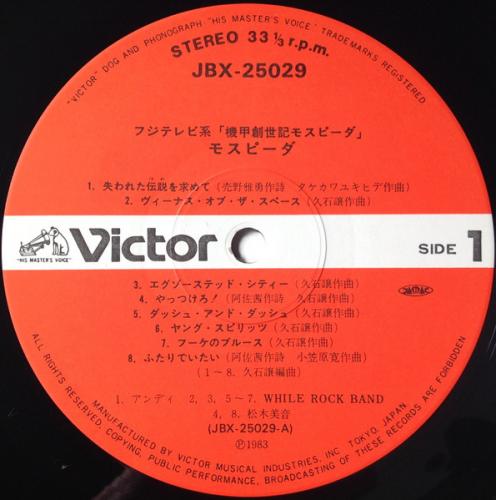 "VICTOR" DOG AND PHONOGRAPH "HIS MASTER'S VOICE" TRADEMARKS REGISTERED
STEREO 33 1/3 r.p.m.
JBX-25029
フジテレビ系「機甲創世記モスピーダ」
モスピーダ
1. 失われた伝説を求めて (売野雅勇作詩 タケカワユキヒデ作曲)
2. ヴィーナス・オブ・ザ・スペース (久石譲作曲)
"HIS MASTER'S VOICE"
Victor
SIDE 1
3. エグゾーステッド・シティー (久石譲作曲)
4. やっつけろ! (阿佐茜作詩 久石譲作曲)
5. ダッシュ・アンド・ダッシュ (久石譲作曲)
6. ヤング・スピリッツ (久石譲作曲)
7. フーケのブルース (久石譲作曲)
8. ふたりでいたい (阿佐茜作詩 小笠原寛作曲)
(1〜8. 久石譲編曲)
1. アンディ 2, 3, 5〜7. WHILE ROCK BAND
4, 8. 松木美音
(JBX-25029-A)
Ⓟ1983
ALL RIGHTS RESERVED. UNAUTHORIZED COPYING, PUBLIC PERFORMANCE, BROADCASTING OF THESE RECORDS ARE FORBIDDEN
MANUFACTURED BY VICTOR MUSICAL INDUSTRIES, INC. TOKYO, JAPAN